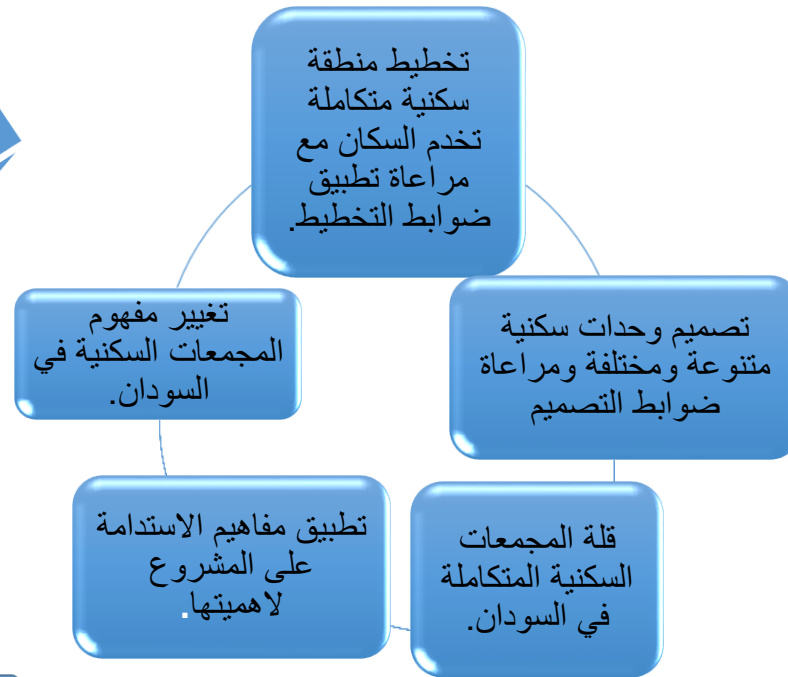 تخطيط منطقة
سكنية متكاملة
تخدم السكان مع
مراعاة تطبيق
ضوابط التخطيط.
تصميم وحدات سكنية
متنوعة ومختلفة ومراعاة
ضوابط التصميم
قلة المجمعات
السكنية المتكاملة
في السودان.
تطبيق مفاهيم الاستدامة
على المشروع
لاهميتها.
تغيير مفهوم
المجمعات السكنية في
السودان.